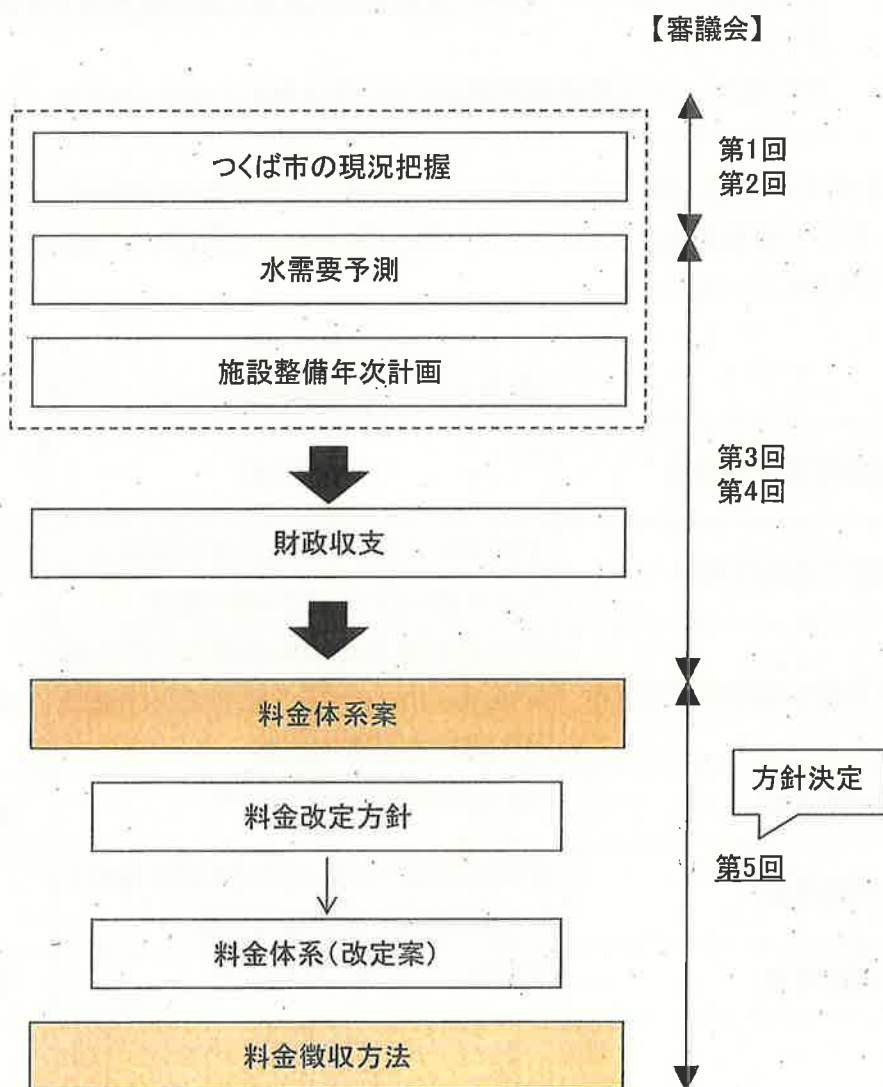 【審議会】
つくば市の現況把握
第1回
第2回
水需要予測
施設整備年次計画
第3回
第4回
財政収支
料金体系案
方針決定
料金改定方針
第5回
料金体系(改定案)
料金徴収方法